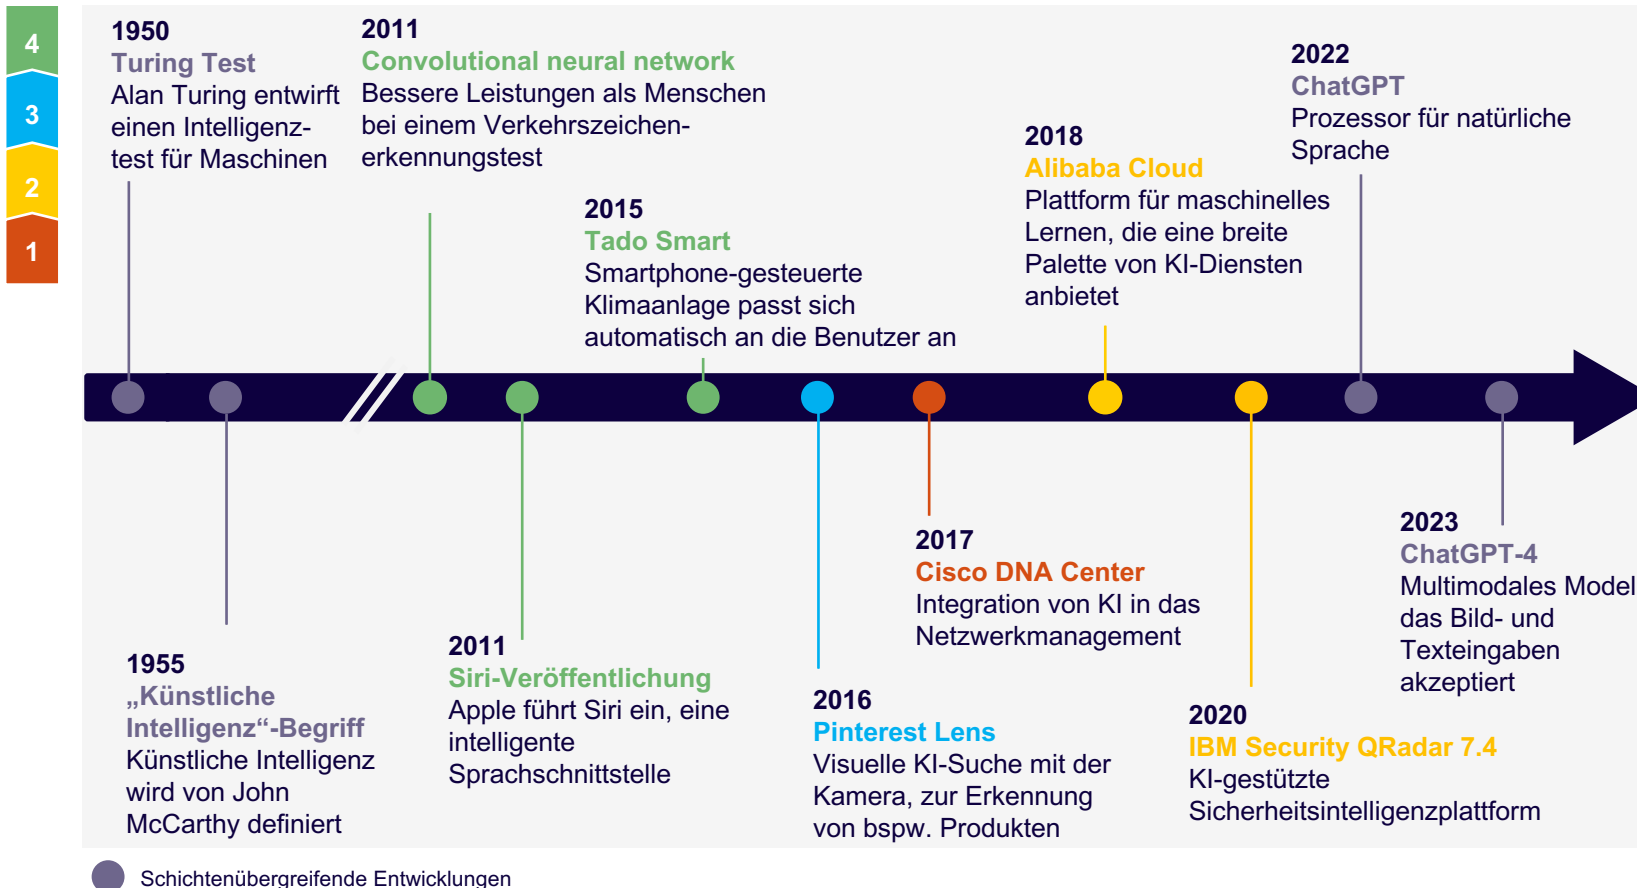 4
3
2
1
1950
Turing Test
Alan Turing entwirft
einen Intelligenz-
test für Maschinen
2011
Convolutional neural network
Bessere Leistungen als Menschen
bei einem Verkehrszeichen-
erkennungstest
2015
Tado Smart
Smartphone-gesteuerte
Klimaanlage passt sich
automatisch an die Benutzer an
2018
Alibaba Cloud
Plattform für maschinelles
Lernen, die eine breite
Palette von KI-Diensten
anbietet
2022
ChatGPT
Prozessor für natürliche
Sprache
1955
„Künstliche
Intelligenz“-Begriff
Künstliche Intelligenz
wird von John
McCarthy definiert
2011
Siri-Veröffentlichung
Apple führt Siri ein, eine
intelligente
Sprachschnittstelle
2016
Pinterest Lens
Visuelle KI-Suche mit der
Kamera, zur Erkennung
von bspw. Produkten
2017
Cisco DNA Center
Integration von KI in das
Netzwerkmanagement
2020
IBM Security QRadar 7.4
KI-gestützte
Sicherheitsintelligenzplattform
2023
ChatGPT-4
Multimodales Model
das Bild- und
Texteingaben
akzeptiert
Schichtenübergreifende Entwicklungen